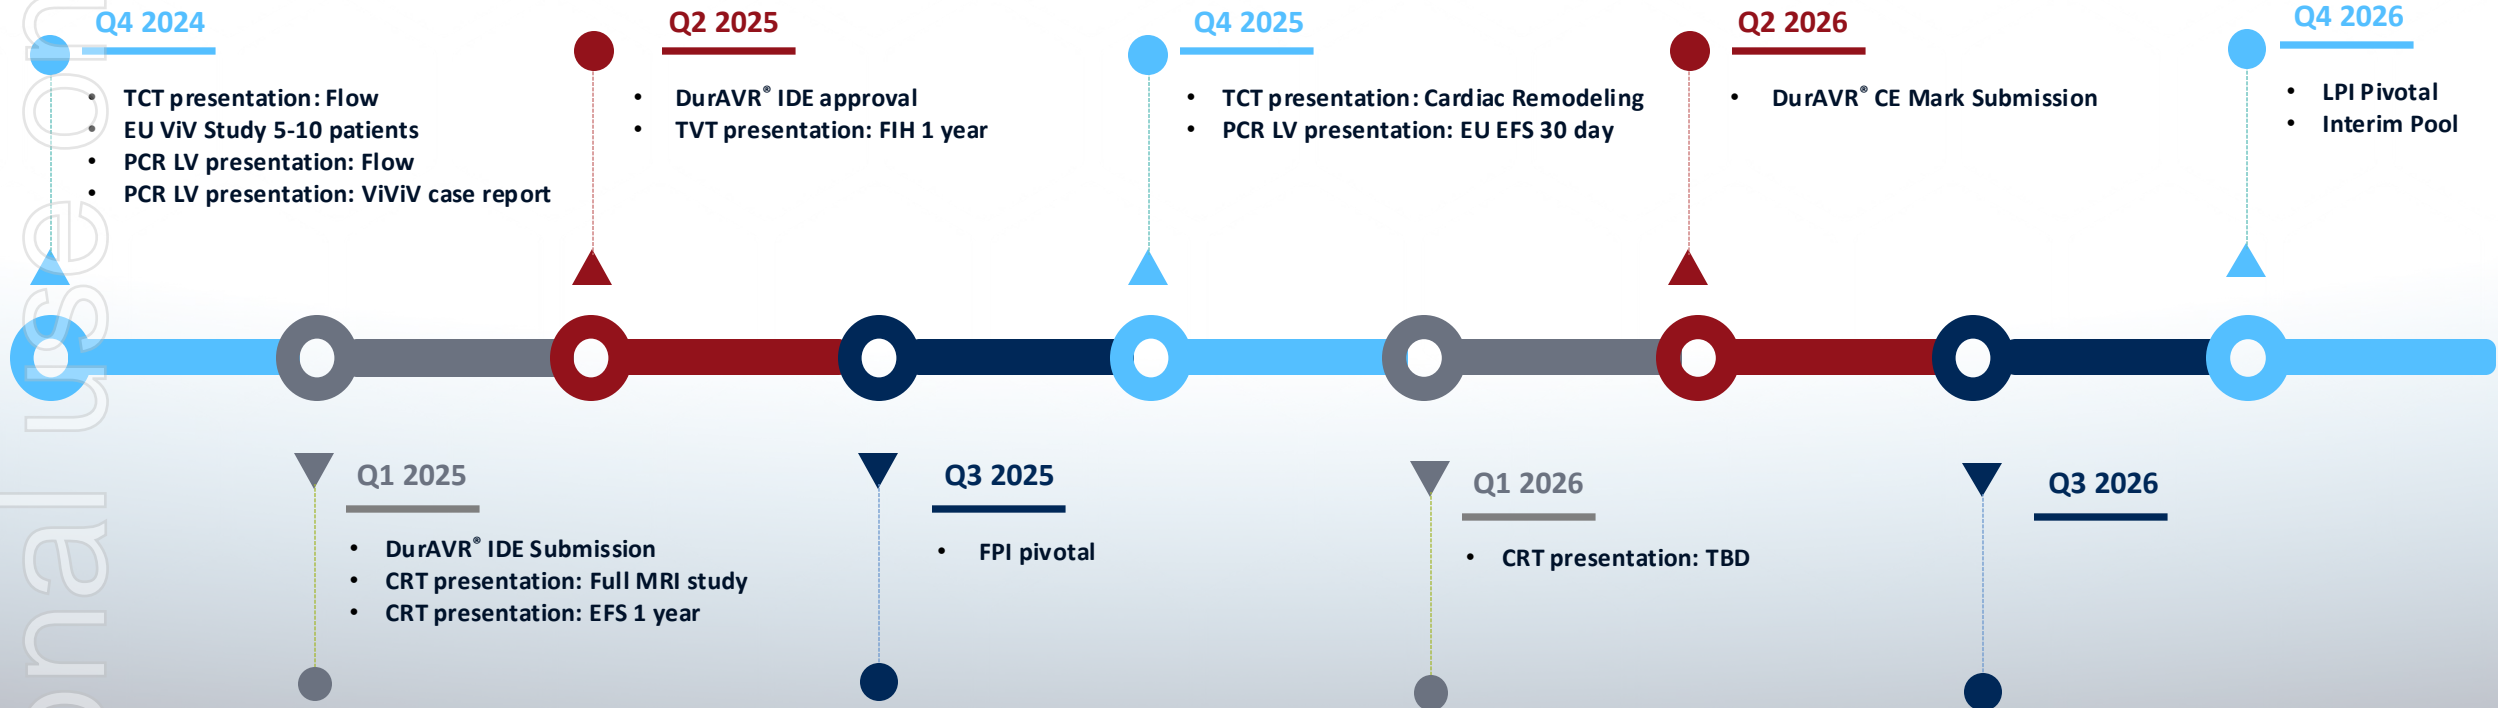 Q4 2024
• TCT presentation: Flow
• EU ViV Study 5-10 patients
• PCR LV presentation: Flow
• PCR LV presentation: ViViV case report
Q1 2025
• DurAVR® IDE Submission
• CRT presentation: Full MRI study
• CRT presentation: EFS 1 year
Q2 2025
• DurAVR® IDE approval
• TVT presentation: FIH 1 year
Q3 2025
• FPI pivotal
Q4 2025
• TCT presentation: Cardiac Remodeling
• PCR LV presentation: EU EFS 30 day
Q1 2026
• CRT presentation: TBD
Q2 2026
• DurAVR® CE Mark Submission
Q3 2026
Q4 2026
• LPI Pivotal
• Interim Pool
onal use on